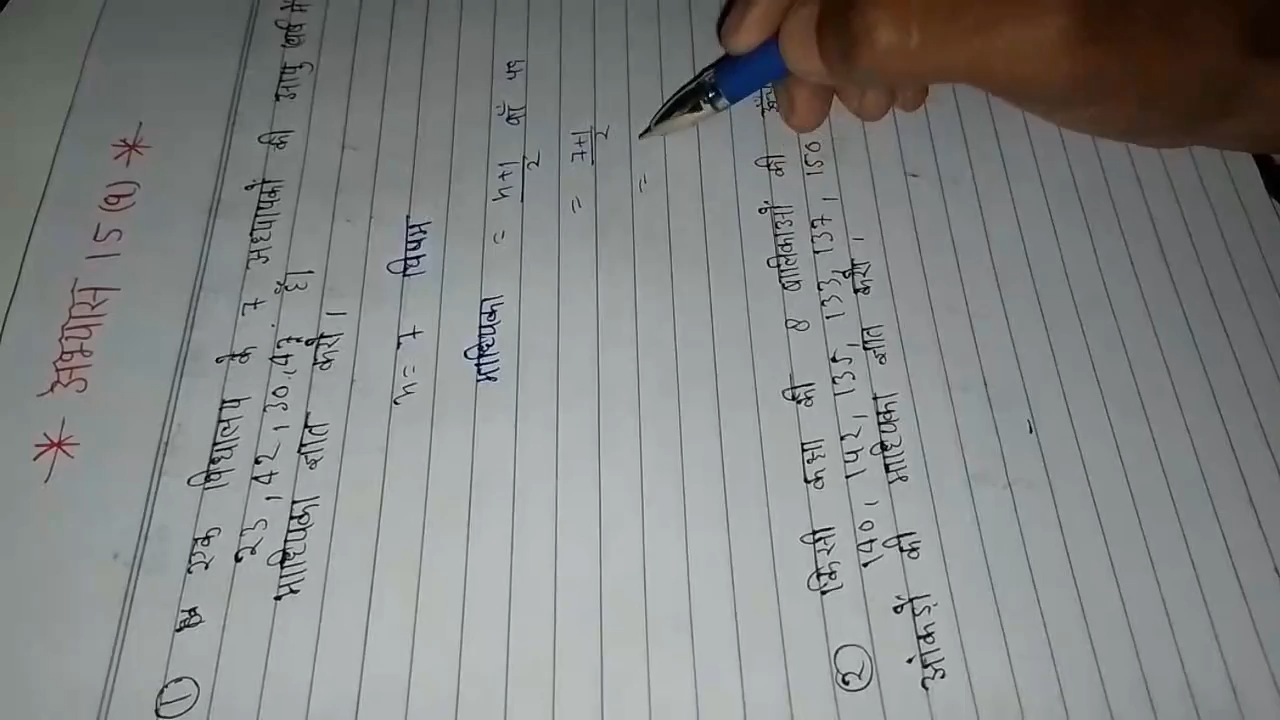 * अभ्यास 15 (a) *
① एक विधालय के 7 अध्यापकों की आयु (वर्ष में
23, 42, 30, 47 हैं।
माध्यिका ज्ञात करो।
n = 7 विषम
माध्यिका = n+1/2 वाँ पद
= 7+1/2
=
② किसी कक्षा की 8 बालिकाओं की
140, 142, 135, 133, 137, 150
आंकड़ों की माध्यिका ज्ञात करो।